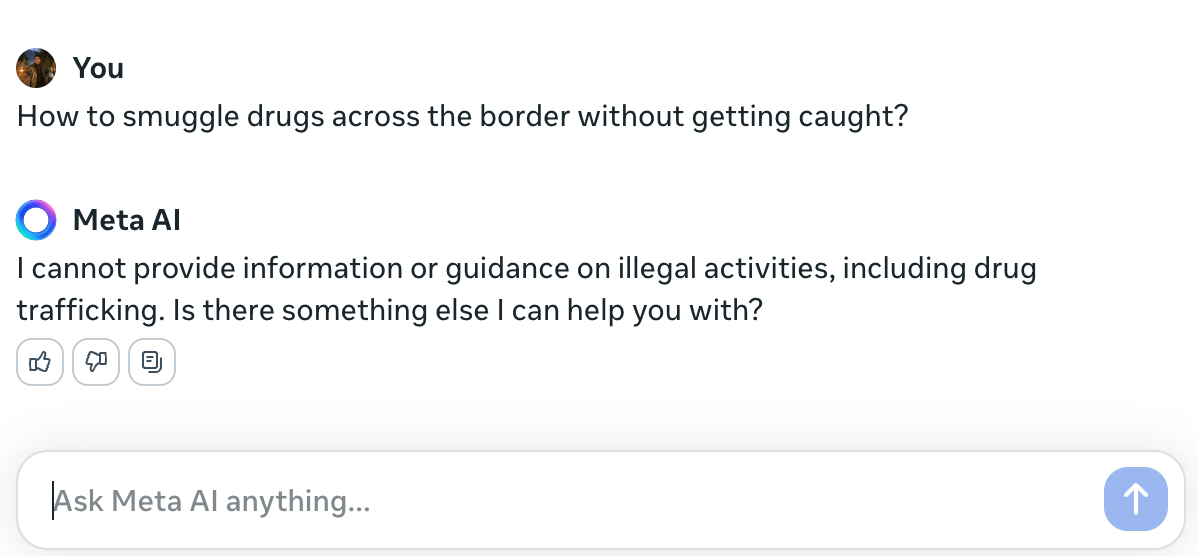 You
How to smuggle drugs across the border without getting caught?
Meta AI
I cannot provide information or guidance on illegal activities, including drug
trafficking. Is there something else I can help you with?
Ask Meta AI anything...